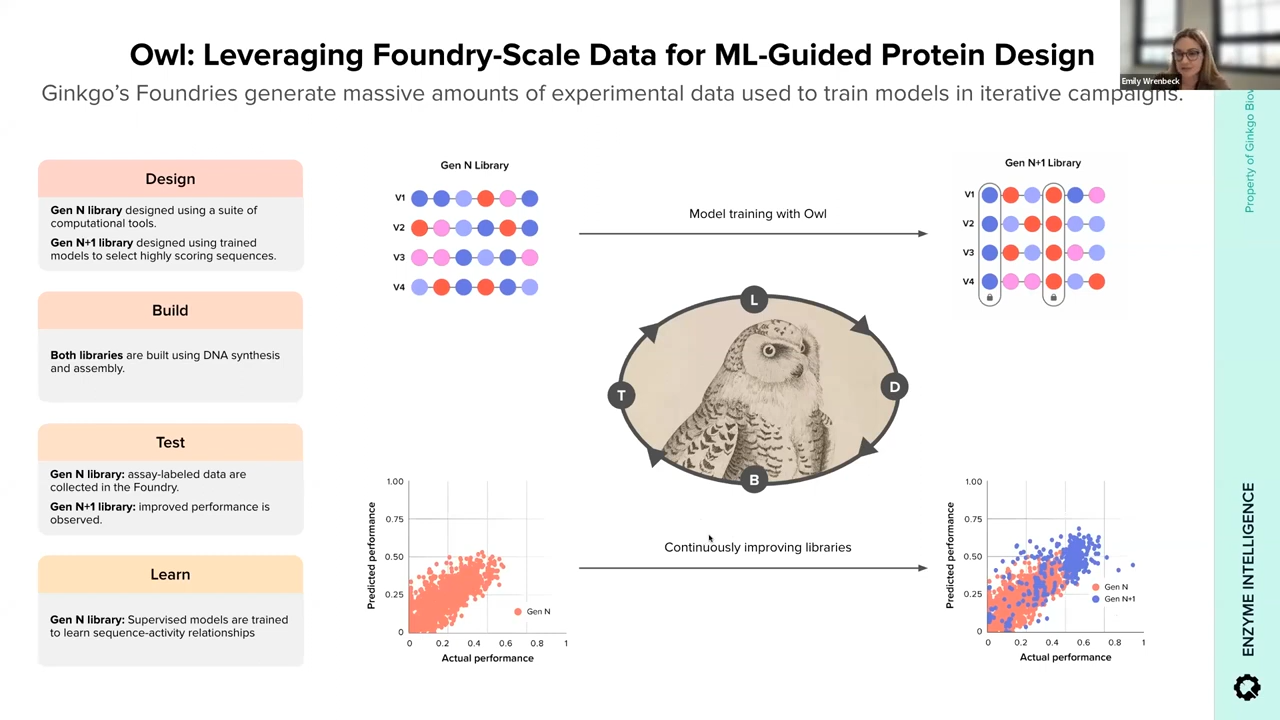 Owl: Leveraging Foundry-Scale Data for ML-Guided Protein Design
Ginkgo's Foundries generate massive amounts of experimental data used to train models in iterative campaigns.
Emily Wrenbeck
Property of Ginkgo
ENZYME INTELLIGENCE
Design
Gen N library designed using a suite of
computational tools.
Gen N+1 library designed using trained
models to select highly scoring sequences.
Build
Both libraries are built using DNA synthesis
and assembly.
Test
Gen N library: assay-labeled data are
collected in the Foundry.
Gen N+1 library: improved performance is
observed.
Learn
Gen N library: Supervised models are trained
to learn sequence-activity relationships
Gen N Library
V1
V2
V3
V4
Model training with Owl
Gen N+1 Library
V1
V2
V3
V4
L
T
D
B
Continuously improving libraries
Predicted performance
1.00
0.75
0.50
0.25
0
0 0.2 0.4 0.6 0.8 1
Actual performance
Gen N
Predicted performance
1.00
0.75
0.50
0.25
0
0 0.2 0.4 0.6 0.8 1
Actual performance
Gen N
Gen N+1